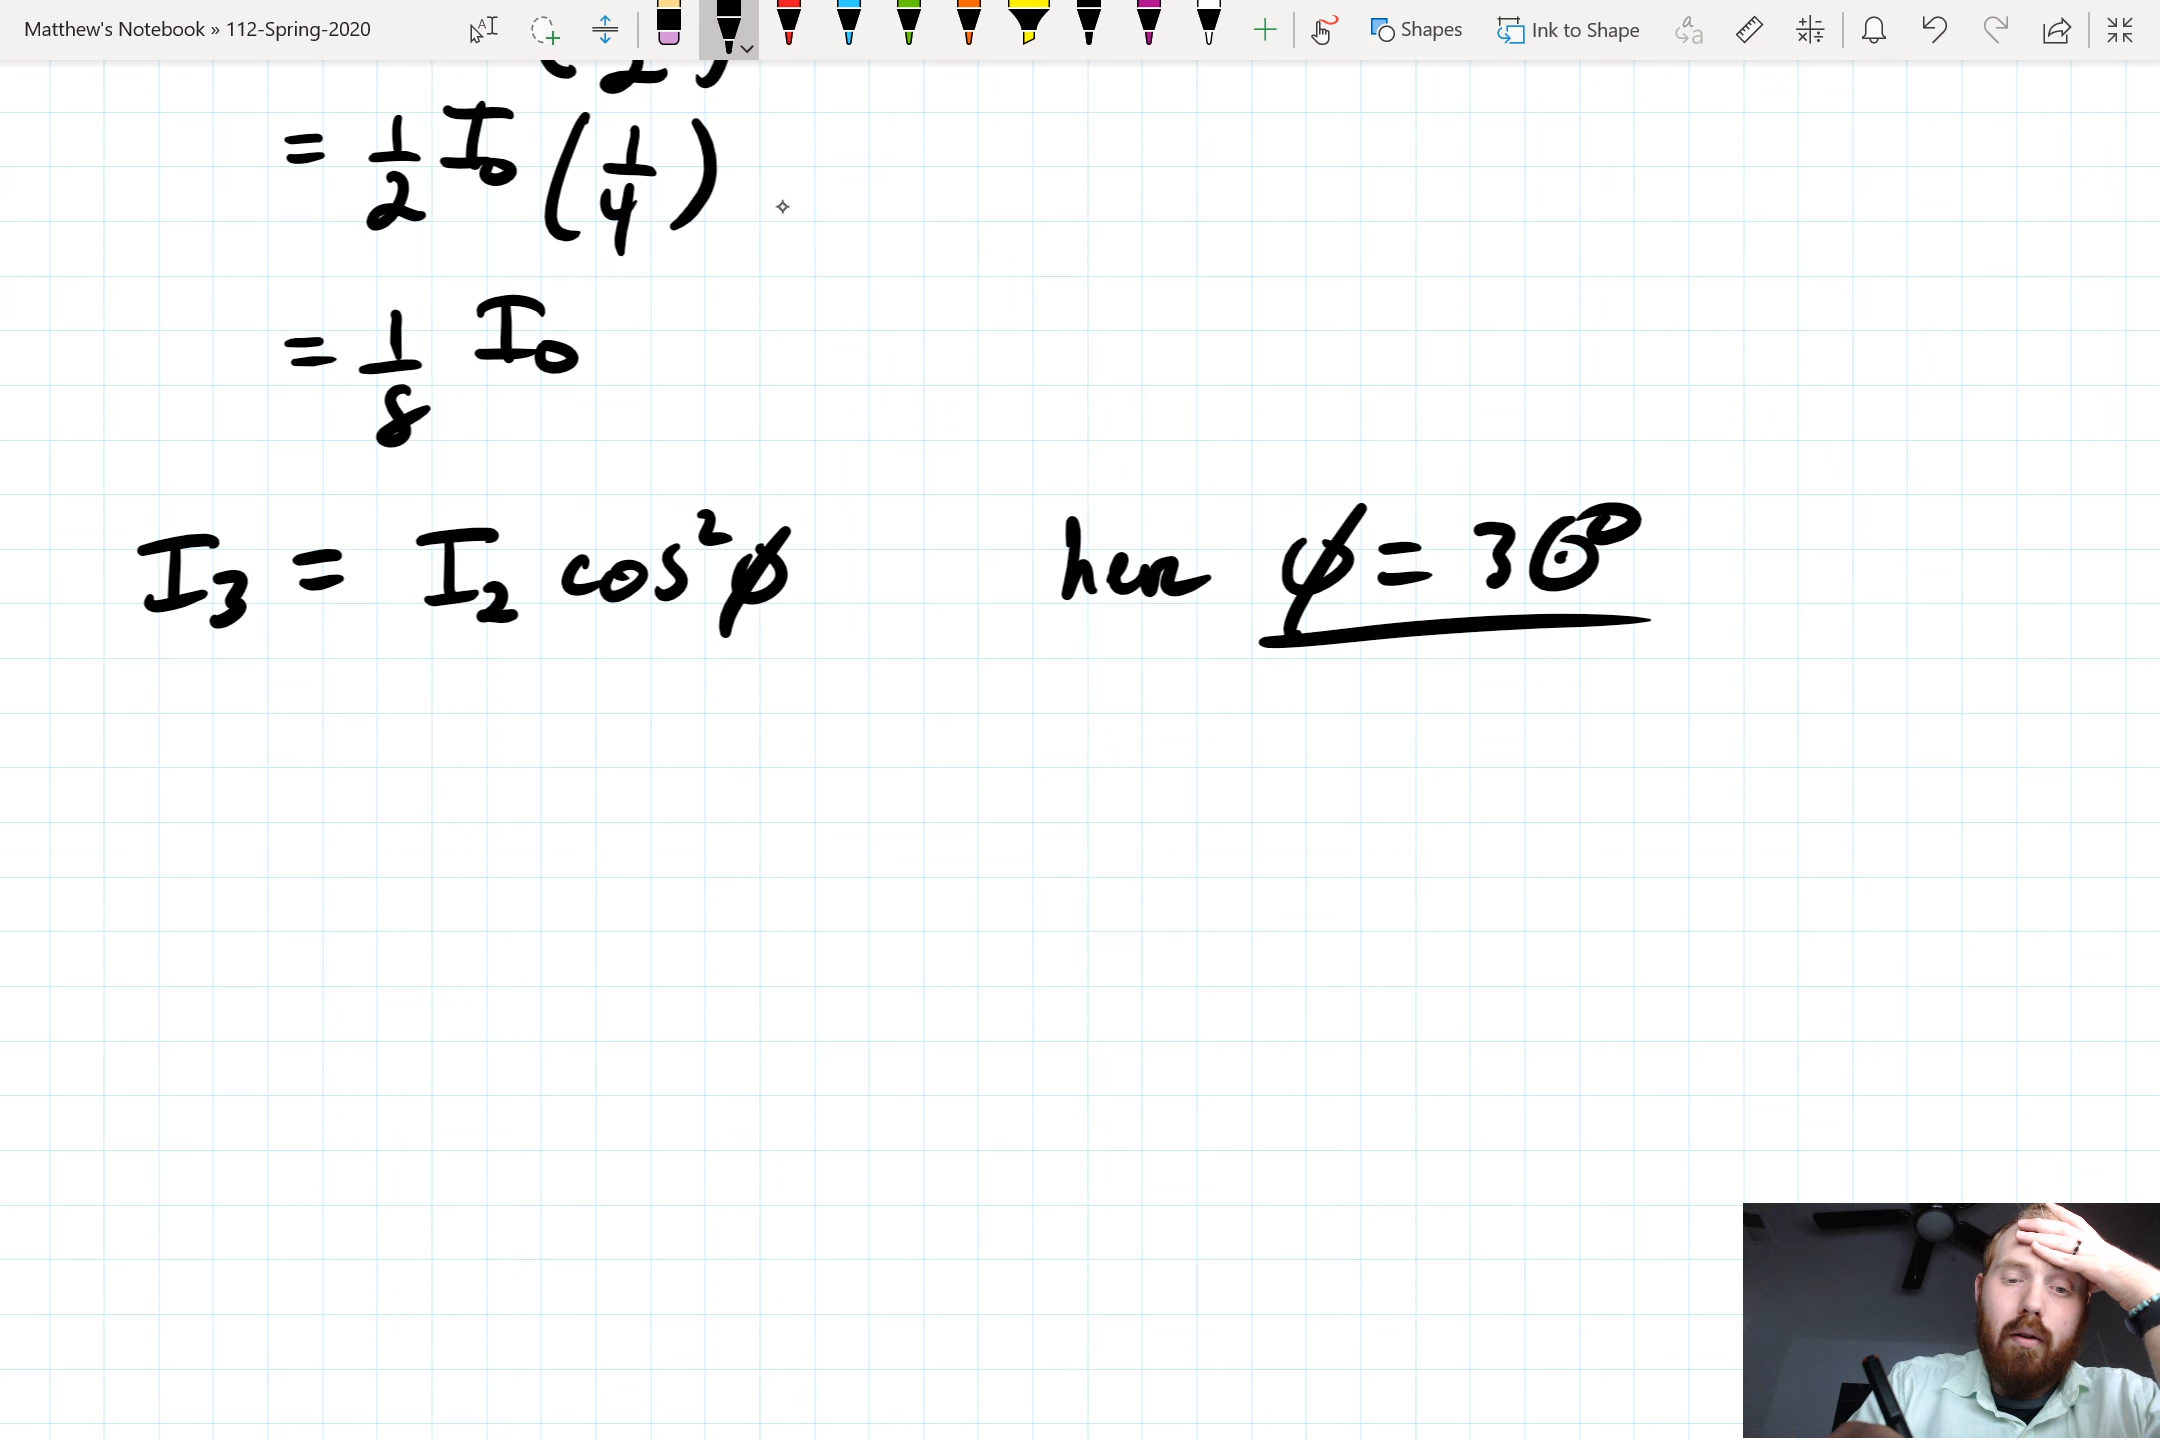 Matthew's Notebook » 112-Spring-2020 Shapes Ink to Shape
= 1/2 I₀ (1/4)
= 1/8 I₀
I₃ = I₂ cos²φ here φ = 30°